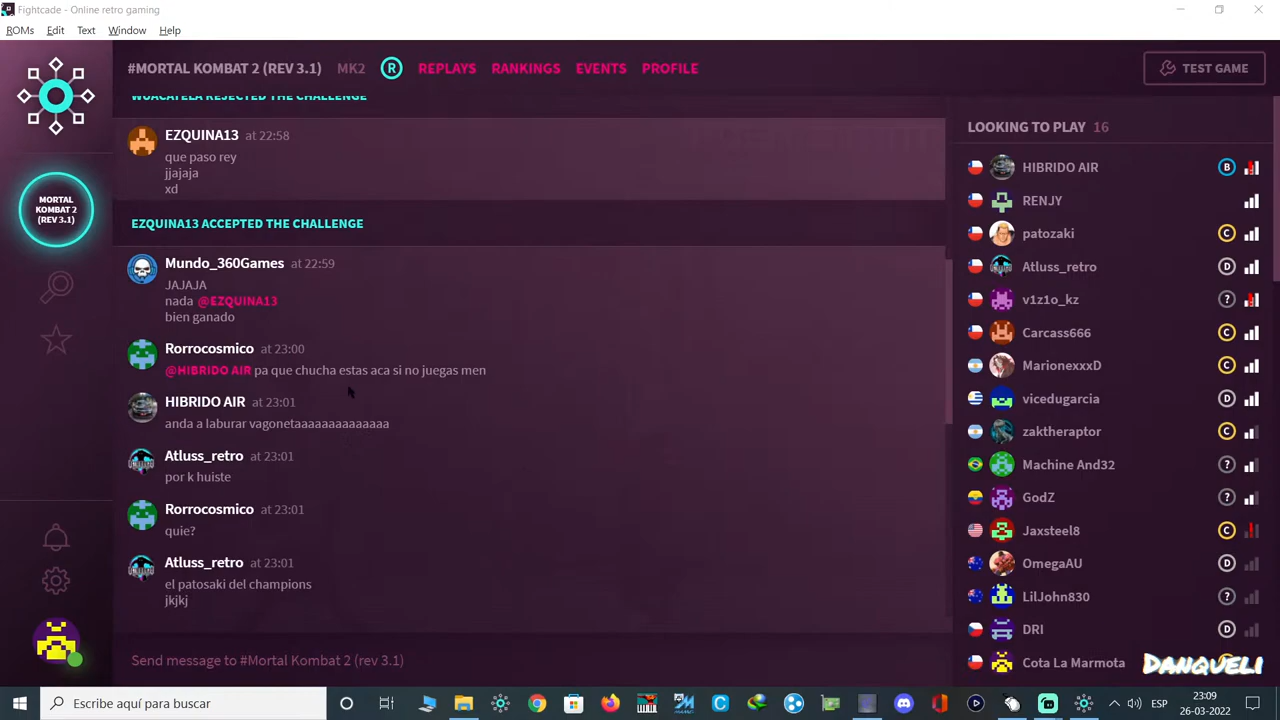 Fightcade - Online retro gaming
ROMs Edit Text Window Help
#MORTAL KOMBAT 2 (REV 3.1) MK2 R REPLAYS RANKINGS EVENTS PROFILE TEST GAME
MORTAL
KOMBAT 2
(REV 3.1)
REJECTED THE CHALLENGE
EZQUINA13 at 22:58
que paso rey
jjajaja
xd
EZQUINA13 ACCEPTED THE CHALLENGE
Mundo_360Games at 22:59
JAJAJA
nada @EZQUINA13
bien ganado
Rorrocosmico at 23:00
@HIBRIDO AIR pa que chucha estas aca si no juegas men
HIBRIDO AIR at 23:01
anda a laburar vagonetaaaaaaaaaaaaaa
Atluss_retro at 23:01
por k huiste
Rorrocosmico at 23:01
quie?
Atluss_retro at 23:01
el patosaki del champions
jkjkj
Send message to #Mortal Kombat 2 (rev 3.1)
LOOKING TO PLAY 16
HIBRIDO AIR B
RENJY
patozaki C
Atluss_retro D
v1z1o_kz ?
Carcass666 C
MarionexxxD C
vicedugarcia D
zaktheraptor C
Machine And32 ?
GodZ ?
Jaxsteel8 C
OmegaAU D
LilJohn830 ?
DRI D
Cota La Marmota
DANQUELI
Escribe aquí para buscar
ESP
23:09
26-03-2022